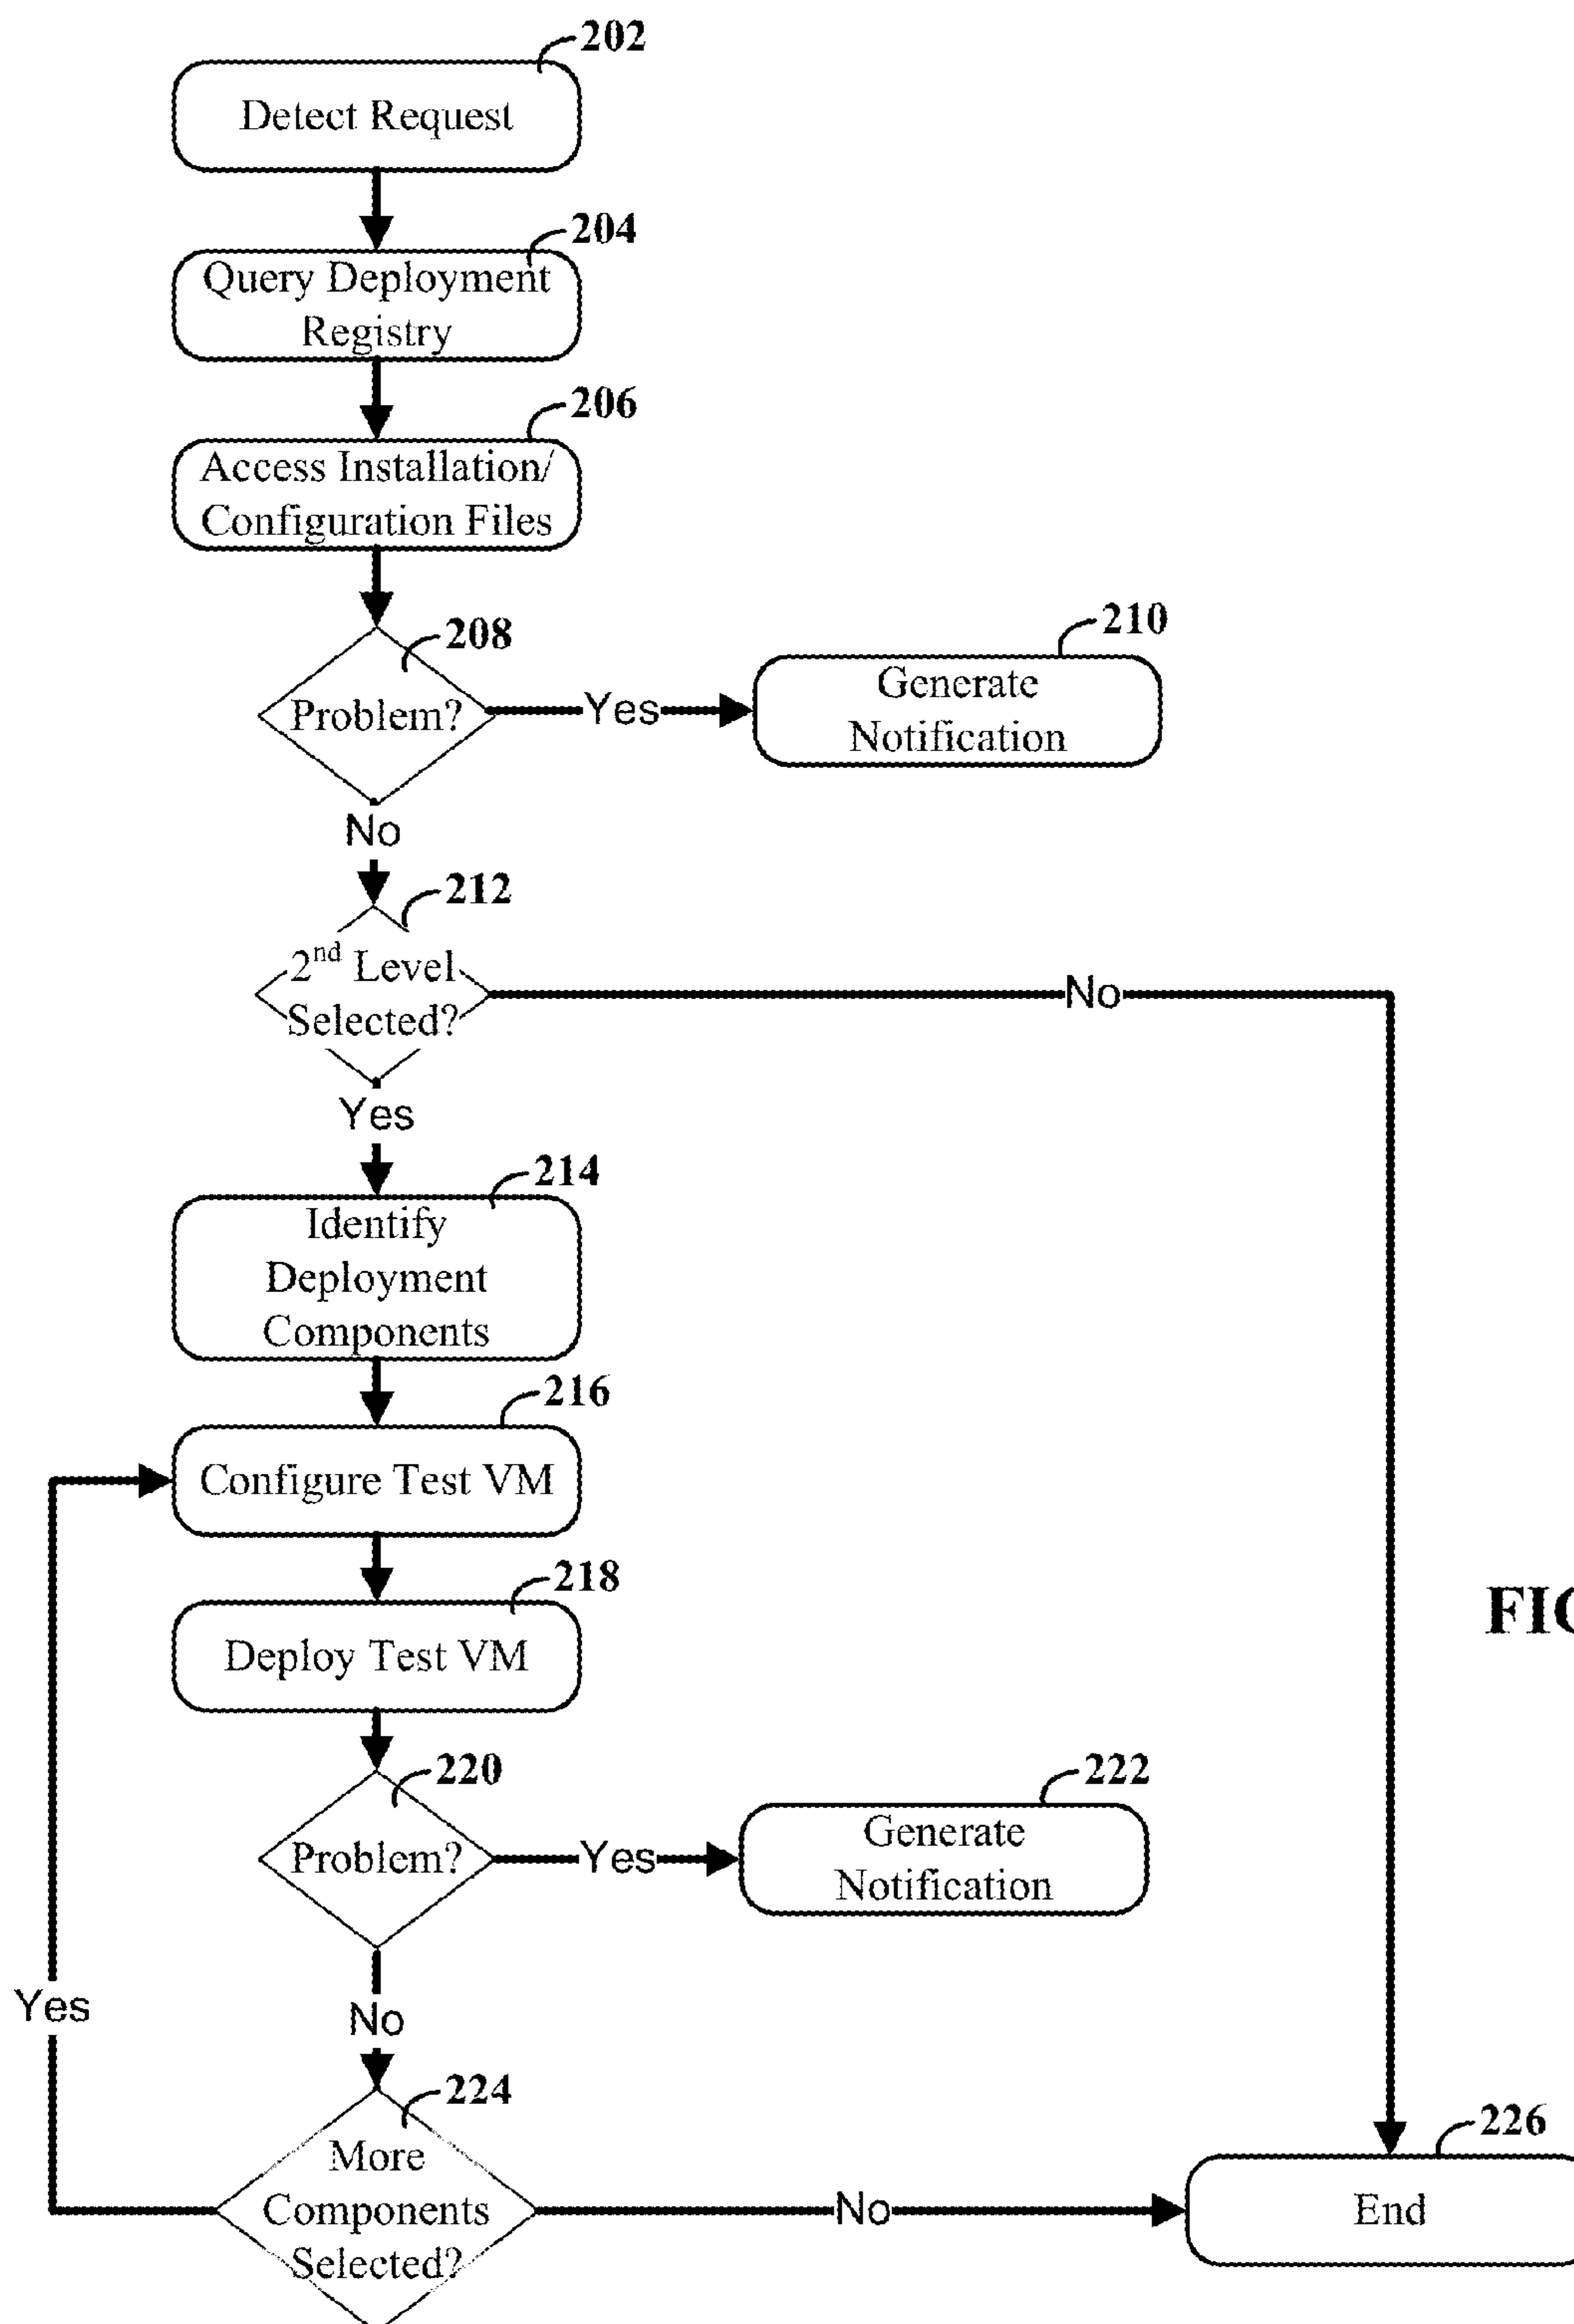 202
Detect Request
204
Query Deployment
Registry
206
Access Installation/
Configuration Files
208
Problem?
Yes
210
Generate
Notification
No
212
2nd Level
Selected?
No
Yes
214
Identify
Deployment
Components
216
Configure Test VM
218
Deploy Test VM
FIG
220
Problem?
Yes
222
Generate
Notification
Yes
No
224
More
Components
Selected?
No
226
End